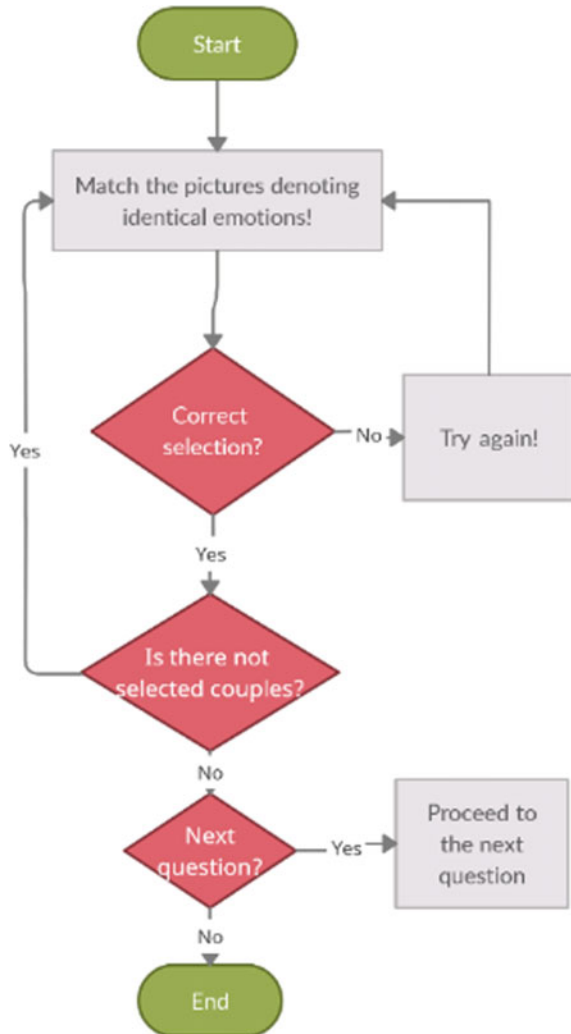 Start
Match the pictures denoting
identical emotions!
Correct
selection?
No
Try again!
Yes
Yes
Is there not
selected couples?
No
Next
question?
Yes
Proceed to
the next
question
No
End